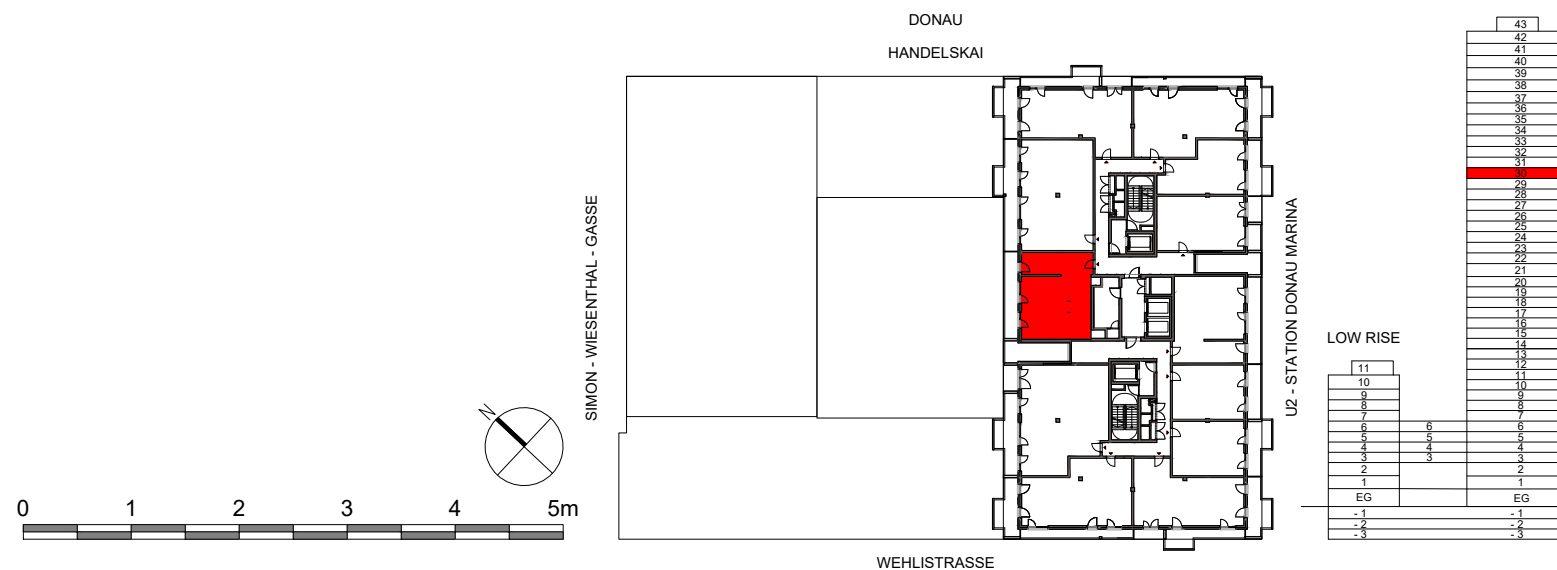 DONAU
HANDELSKAI
SIMON - WIESENTHAL - GASSE
U2 - STATION DONAU MARINA
WEHLISTRASSE
N
0 1 2 3 4 5m
LOW RISE
43
42
41
40
39
38
37
36
35
34
33
32
31
30
29
28
27
26
25
24
23
22
21
20
19
18
17
16
15
14
13
11 12
11
10 10
9 9
8 8
7 7
6 6 6
5 5 5
4 4 4
3 3 3
2 2
1 1
EG EG
- 1 - 1
- 2 - 2
- 3 - 3